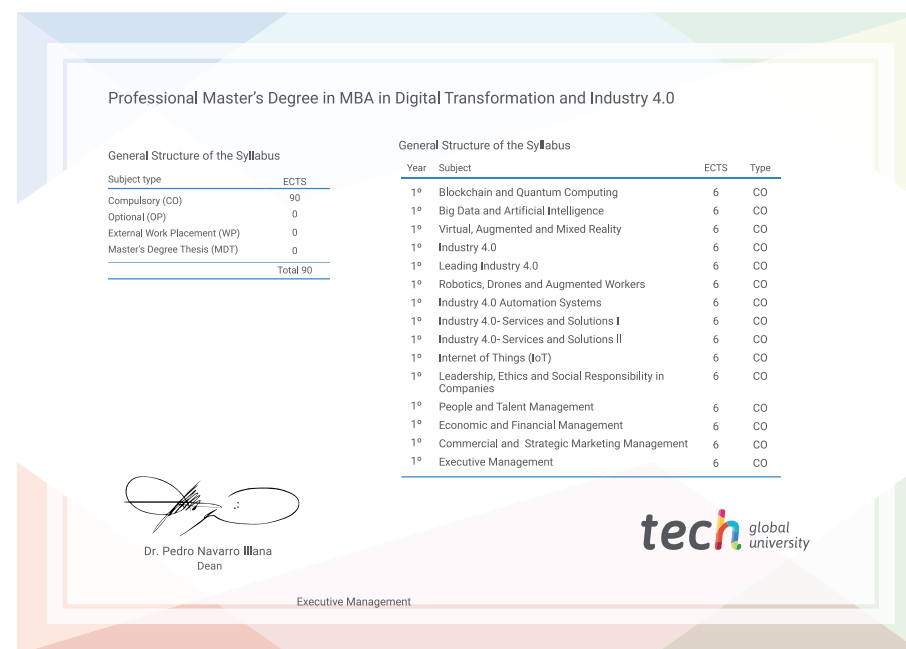 Professional Master's Degree in MBA in Digital Transformation and Industry 4.0
General Structure of the Syllabus
Subject type ECTS
Compulsory (CO) 90
Optional (OP) 0
External Work Placement (WP) 0
Master's Degree Thesis (MDT) 0
Total 90
General Structure of the Syllabus
Year Subject ECTS Type
1º Blockchain and Quantum Computing 6 CO
1º Big Data and Artificial Intelligence 6 CO
1º Virtual, Augmented and Mixed Reality 6 CO
1º Industry 4.0 6 CO
1º Leading Industry 4.0 6 CO
1º Robotics, Drones and Augmented Workers 6 CO
1º Industry 4.0 Automation Systems 6 CO
1º Industry 4.0- Services and Solutions I 6 CO
1º Industry 4.0- Services and Solutions II 6 CO
1º Internet of Things (IoT) 6 CO
1º Leadership, Ethics and Social Responsibility in 6 CO
Companies
1º People and Talent Management 6 CO
1º Economic and Financial Management 6 CO
1º Commercial and Strategic Marketing Management 6 CO
1º Executive Management 6 CO
Dr. Pedro Navarro Illana
Dean
tech global
university
Executive Management